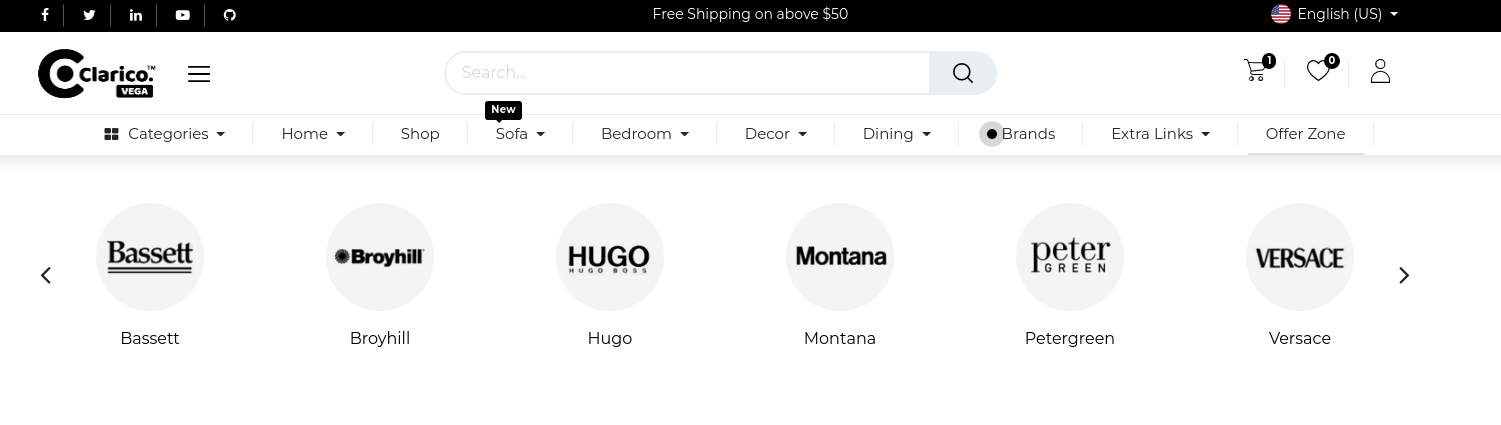 Free Shipping on above $50
English (US)
Clarico.™
VEGA
Search...
1
0
New
Categories
Home
Shop
Sofa
Bedroom
Decor
Dining
Brands
Extra Links
Offer Zone
Bassett
Broyhill
HUGO
HUGO BOSS
Montana
peter
GREEN
VERSACE
Bassett
Broyhill
Hugo
Montana
Petergreen
Versace